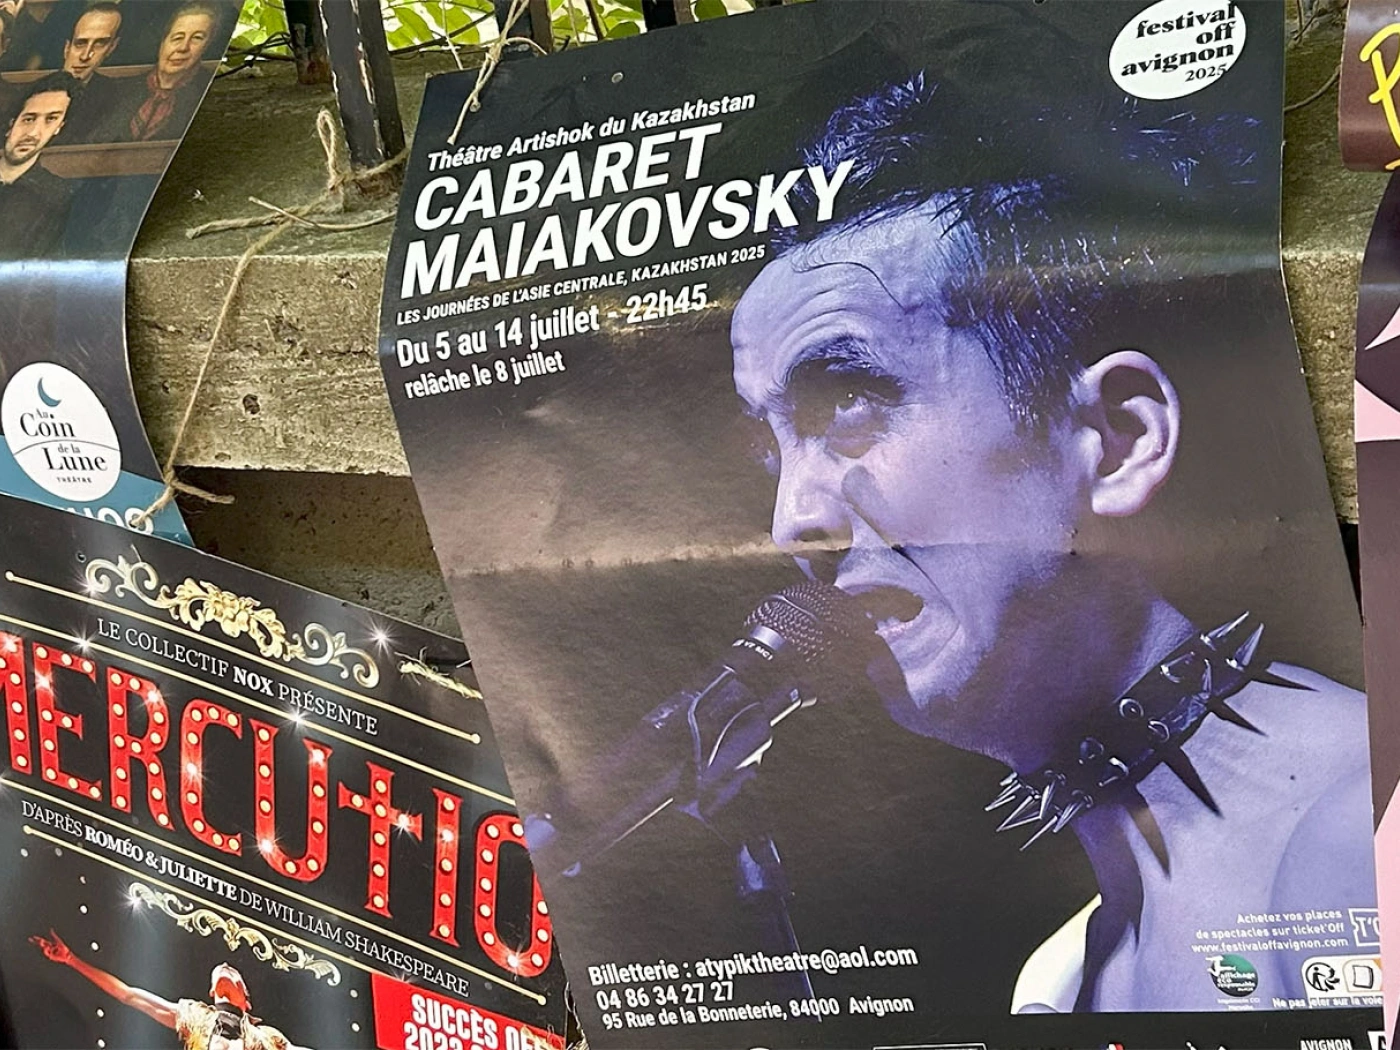 Au
Coin
de la
Lune
THÉÂTRE
LE COLLECTIF NOX PRÉSENTE
MERCUTIO
D'APRÈS ROMÉO & JULIETTE DE WILLIAM SHAKESPEARE
SUCCÈS
festival
off
avignon
2025
Théâtre Artishok du Kazakhstan
CABARET
MAIAKOVSKY
LES JOURNÉES DE L'ASIE CENTRALE, KAZAKHSTAN 2025
Du 5 au 14 juillet - 22h45
relâche le 8 juillet
Billetterie : atypiktheatre@aol.com
04 86 34 27 27
95 Rue de la Bonneterie, 84000 Avignon
Achetez vos places
de spectacles sur ticket'Off
www.festivaloffavignon.com
Ne pas jeter sur la voie
AVIGNON